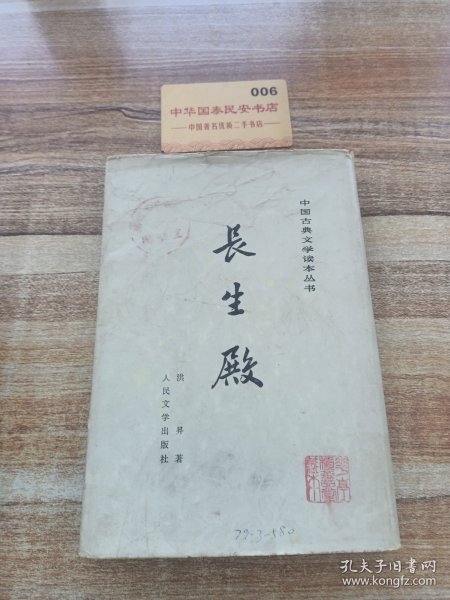 006
中华国泰民安书店
——中国著名优质二手书店——
中国古典文学读本丛书
長生殿
洪昇著
人民文学出版社
79·3-580
孔夫子旧书网
www.kongfz.com